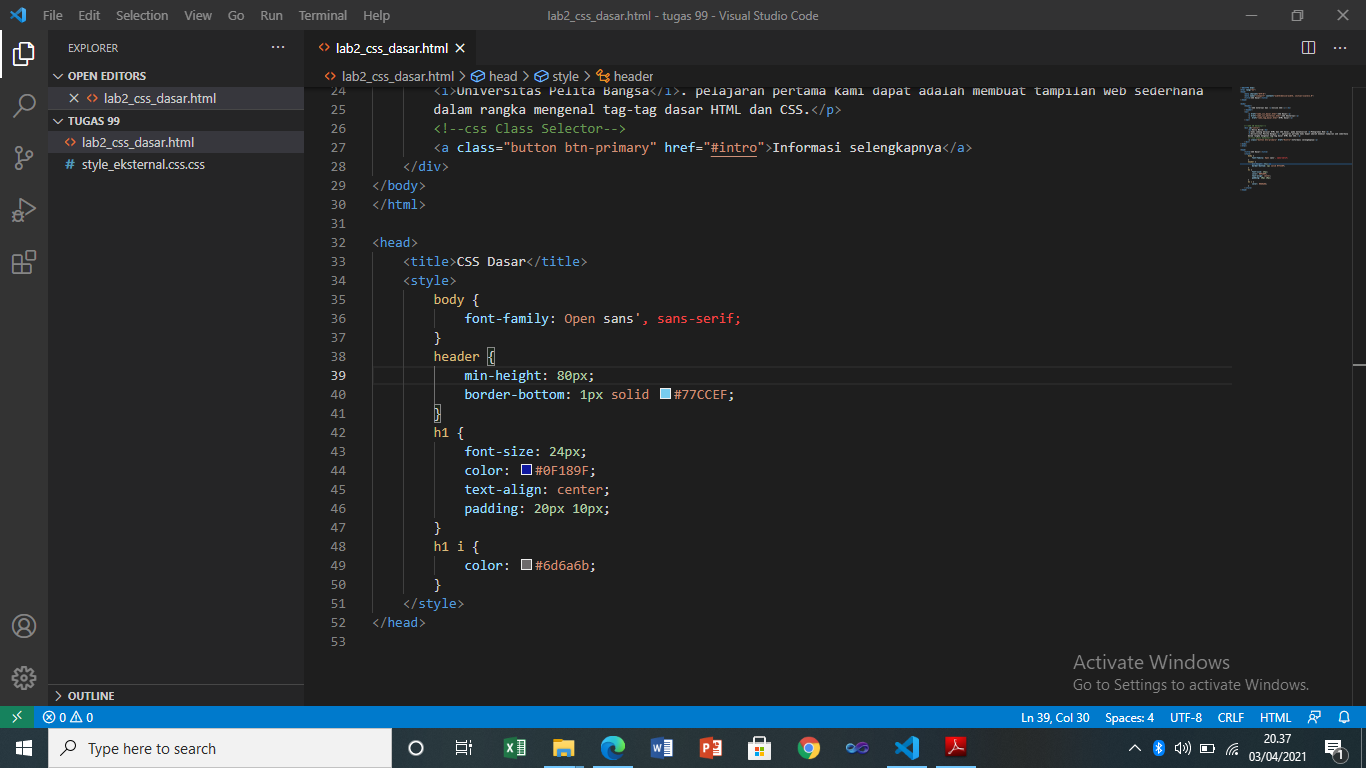 File Edit Selection View Go Run Terminal Help
lab2_css_dasar.html - tugas 99 - Visual Studio Code
EXPLORER
OPEN EDITORS
lab2_css_dasar.html
TUGAS 99
lab2_css_dasar.html
# style_eksternal.css.css
OUTLINE
lab2_css_dasar.html
lab2_css_dasar.html > head > style > header
24 <i>Universitas Pelita Bangsa</i>. pelajaran pertama kami dapat adalah membuat tampilan web sederhana
25 dalam rangka mengenal tag-tag dasar HTML dan CSS.</p>
26 <!--css Class Selector-->
27 <a class="button btn-primary" href="#intro">Informasi selengkapnya</a>
28 </div>
29 </body>
30 </html>
31
32 <head>
33 <title>CSS Dasar</title>
34 <style>
35 body {
36 font-family: Open sans', sans-serif;
37 }
38 header {
39 min-height: 80px;
40 border-bottom: 1px solid #77CCEF;
41 }
42 h1 {
43 font-size: 24px;
44 color: #0F189F;
45 text-align: center;
46 padding: 20px 10px;
47 }
48 h1 i {
49 color: #6d6a6b;
50 }
51 </style>
52 </head>
53
Activate Windows
Go to Settings to activate Windows.
0 0
Ln 39, Col 30 Spaces: 4 UTF-8 CRLF HTML
Type here to search
20.37
03/04/2021
1